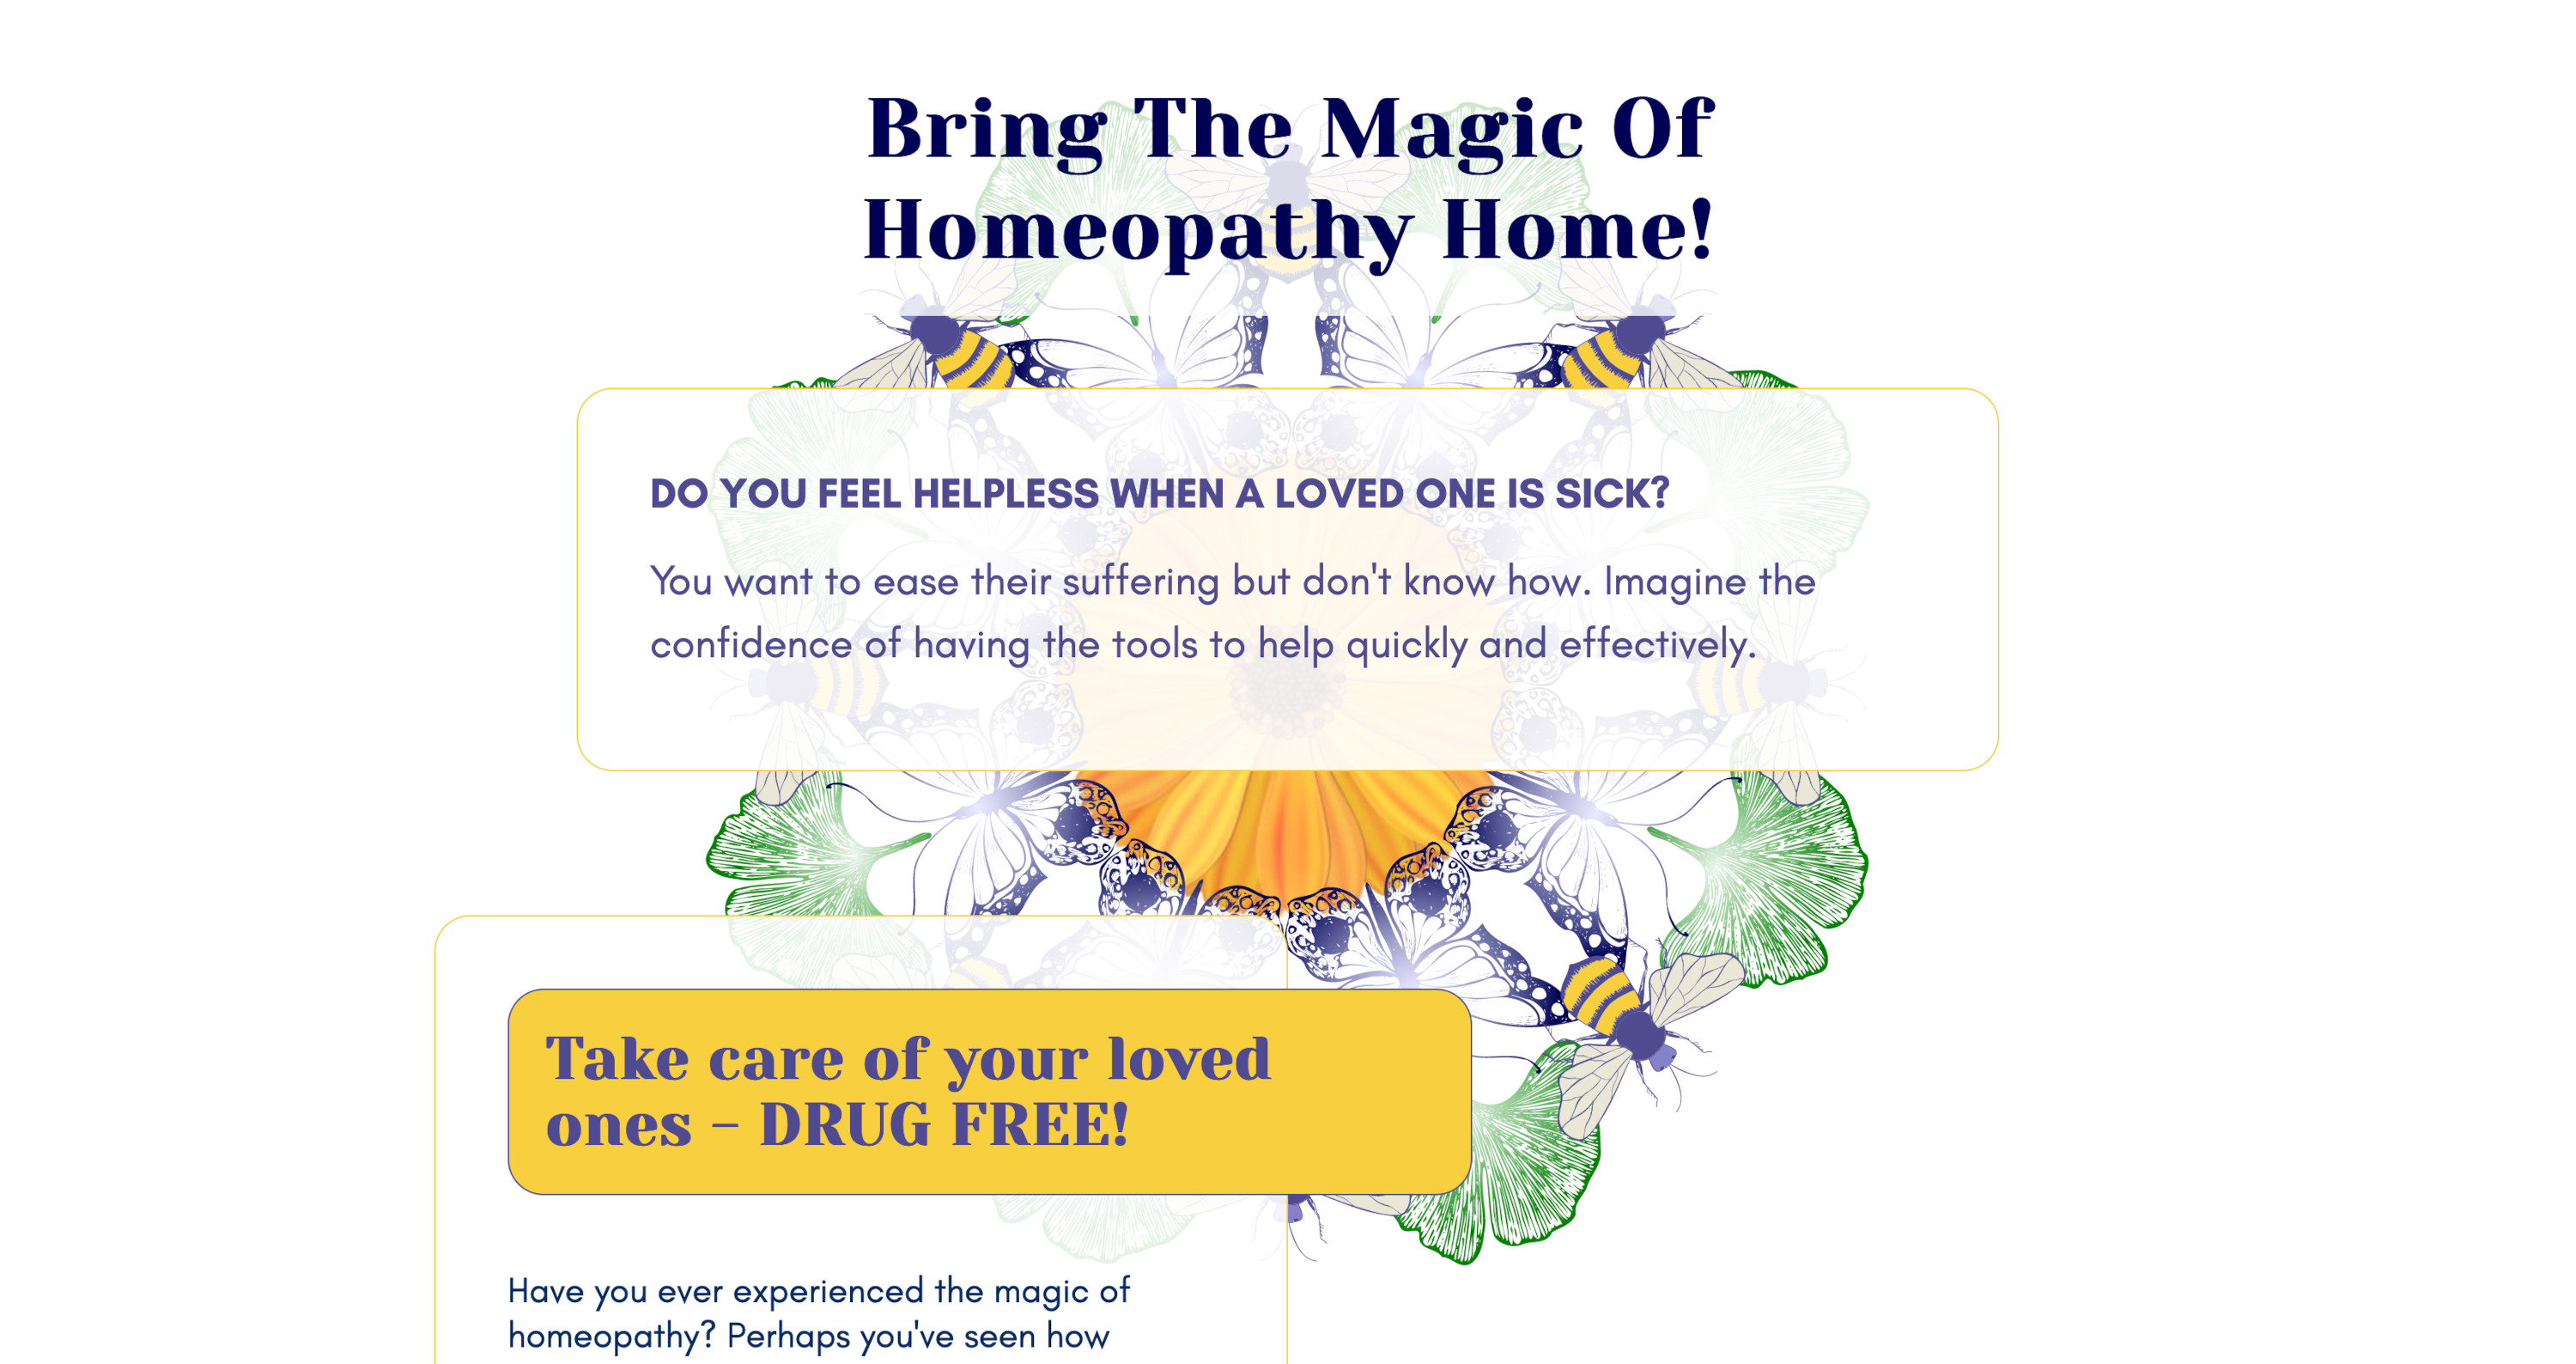 Bring The Magic Of
Homeopathy Home!
DO YOU FEEL HELPLESS WHEN A LOVED ONE IS SICK?
You want to ease their suffering but don't know how. Imagine the
confidence of having the tools to help quickly and effectively.
Take care of your loved
ones - DRUG FREE!
Have you ever experienced the magic of
homeopathy? Perhaps you've seen how